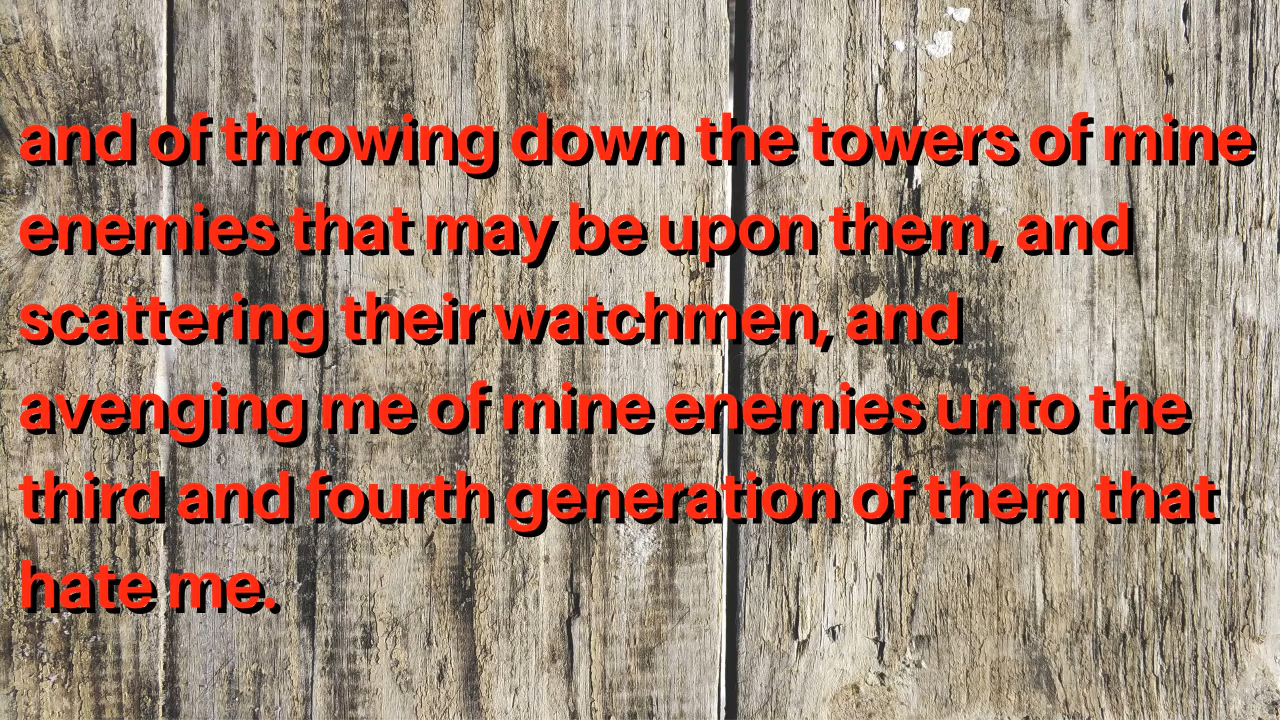 and of throwing down the towers of mine
enemies that may be upon them, and
scattering their watchmen, and
avenging me of mine enemies unto the
third and fourth generation of them that
hate me.